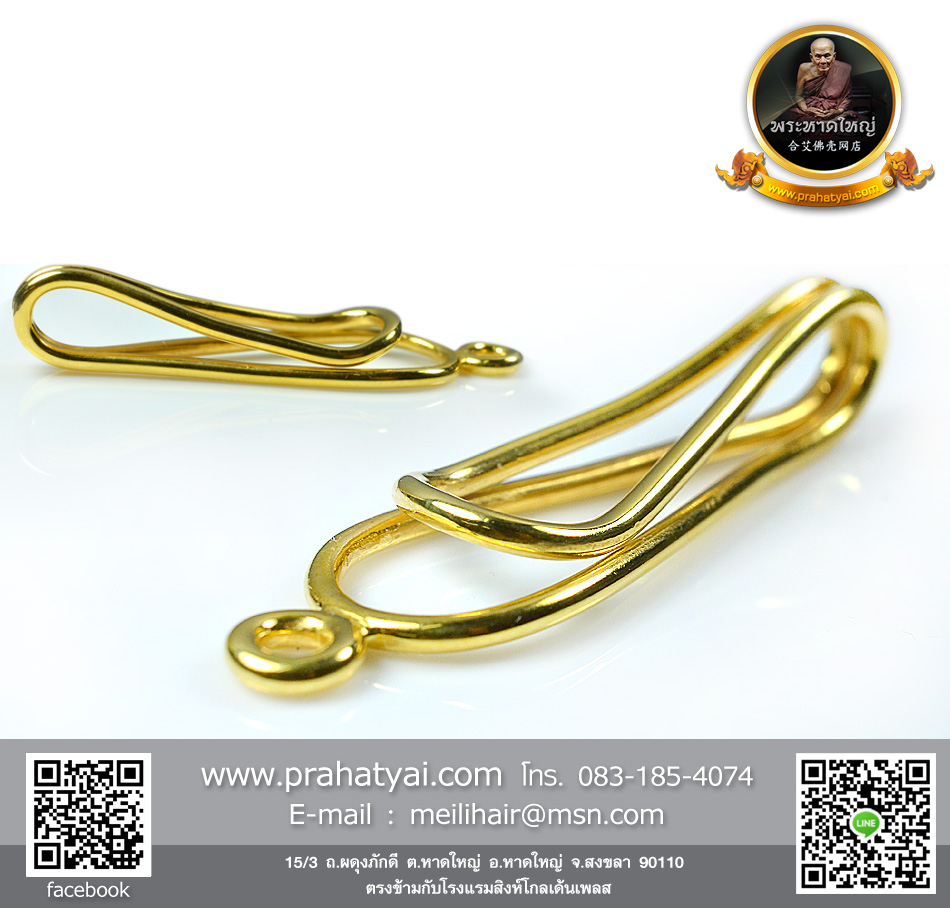 พระหาดใหญ่
合艾佛壳网店
www.prahatyai.com
www.prahatyai.com โทร. 083-185-4074
E-mail : meilihair@msn.com
15/3 ถ.ผดุงภักดี ต.หาดใหญ่ อ.หาดใหญ่ จ.สงขลา 90110
ตรงข้ามกับโรงแรมสิงห์โกลเด้นเพลส
facebook
LINE